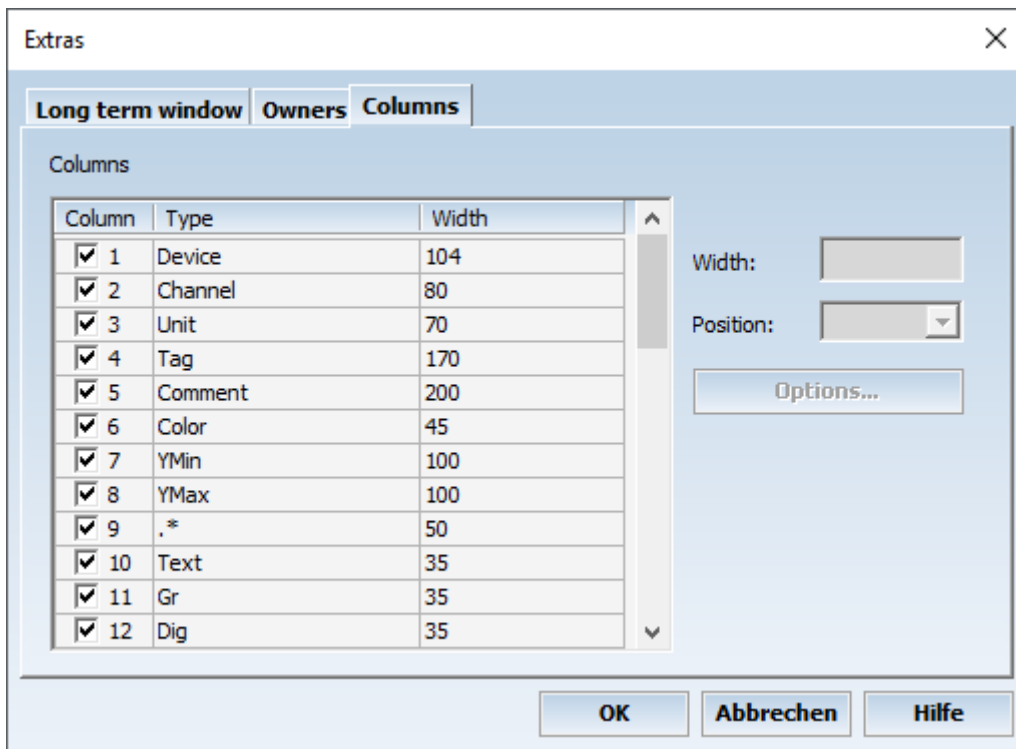 Extras
Long term window Owners Columns
Columns
Column Type Width
1 Device 104
2 Channel 80
3 Unit 70
4 Tag 170
5 Comment 200
6 Color 45
7 YMin 100
8 YMax 100
9 .* 50
10 Text 35
11 Gr 35
12 Dig 35
Width:
Position:
Options...
OK Abbrechen Hilfe